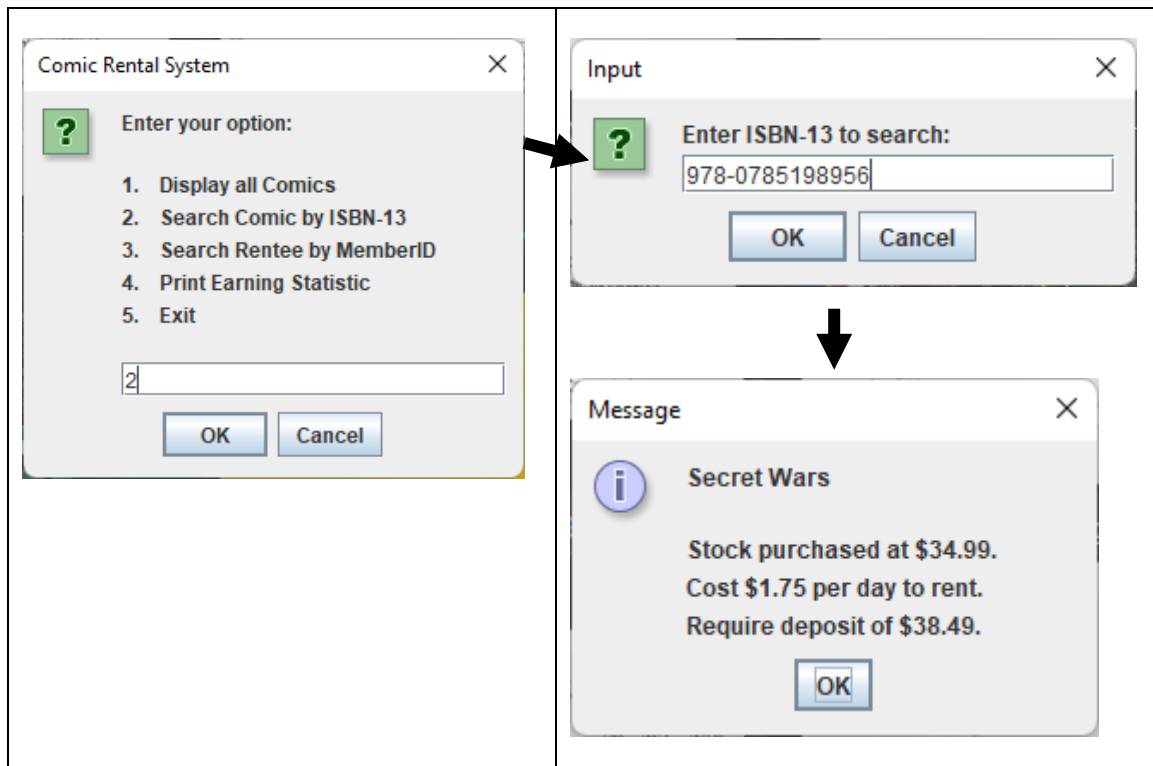 Comic Rental System
Enter your option:
1. Display all Comics
2. Search Comic by ISBN-13
3. Search Rentee by MemberID
4. Print Earning Statistic
5. Exit
2
OK Cancel
Input
Enter ISBN-13 to search:
978-0785198956
OK Cancel
Message
Secret Wars
Stock purchased at $34.99.
Cost $1.75 per day to rent.
Require deposit of $38.49.
OK